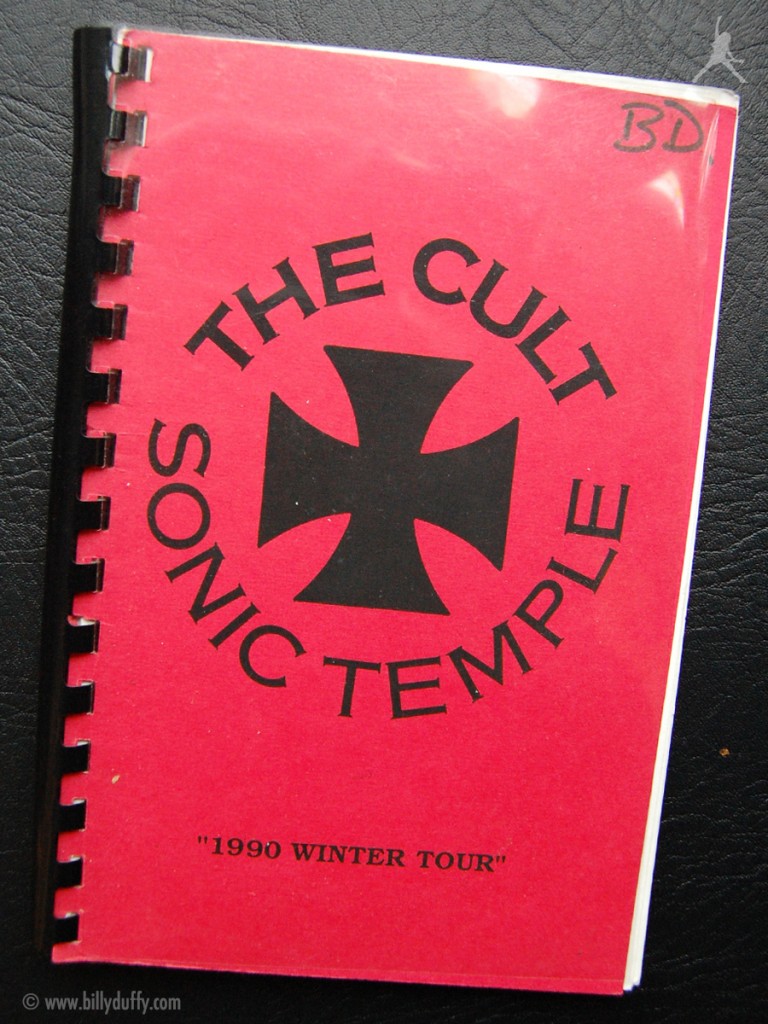 BD.
THE CULT
SONIC TEMPLE
"1990 WINTER TOUR"
© www.billyduffy.com